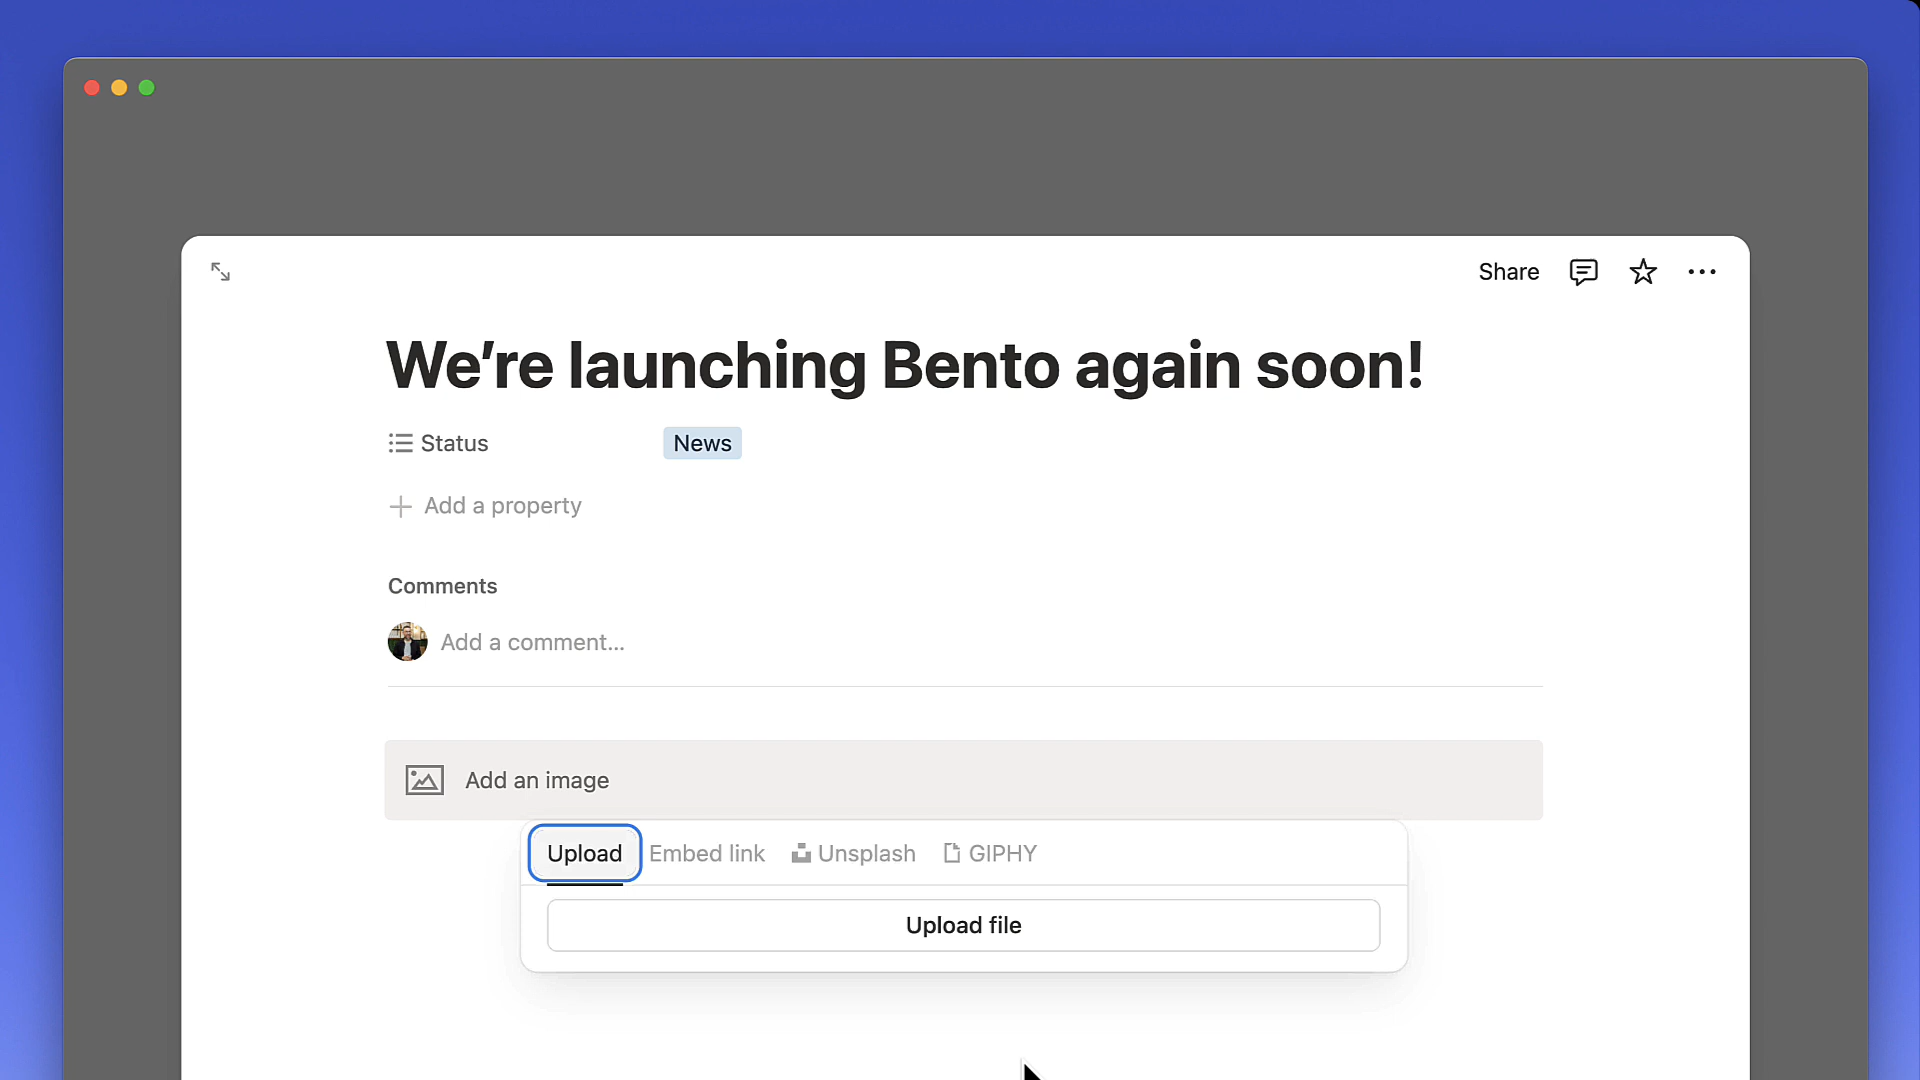 Share
We’re launching Bento again soon!
Status News
Add a property
Comments
Add a comment...
Add an image
Upload Embed link Unsplash GIPHY
Upload file